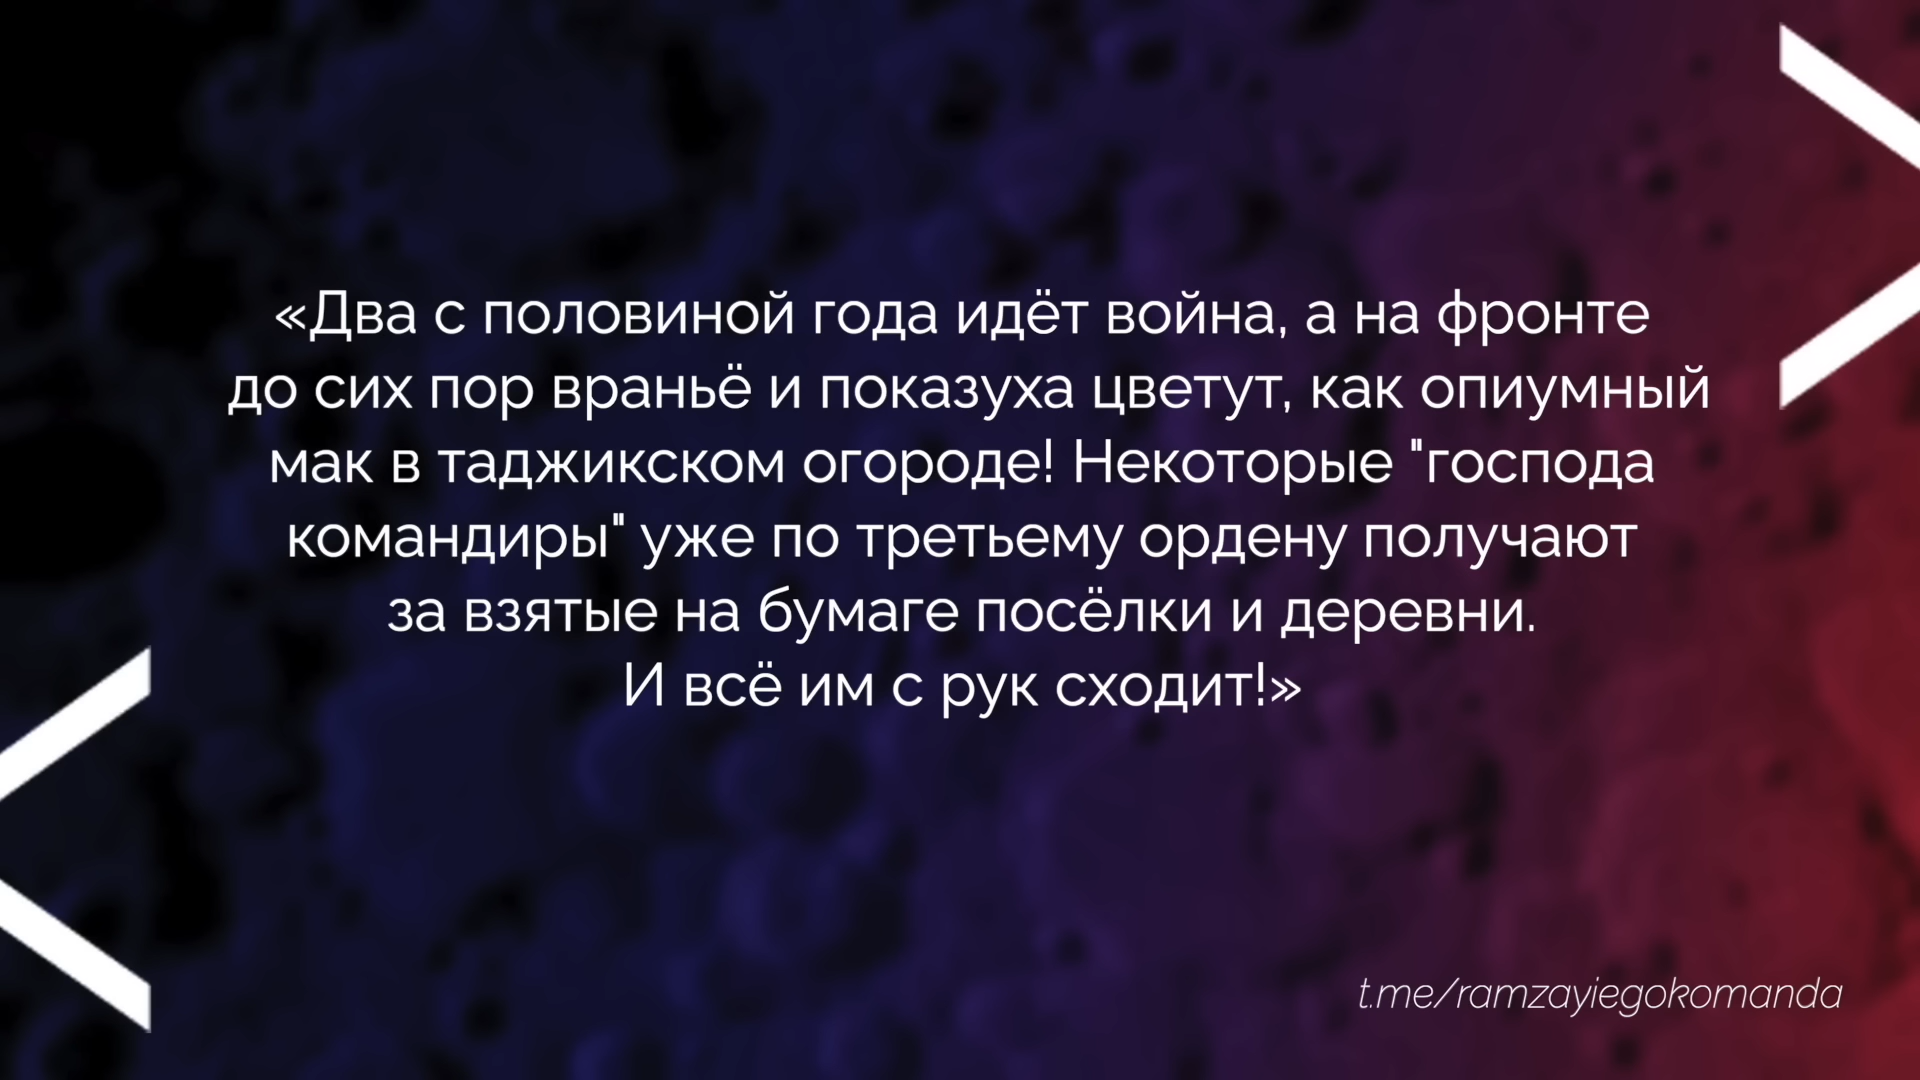 «Два с половиной года идёт война, а на фронте
до сих пор враньё и показуха цветут, как опиумный
мак в таджикском огороде! Некоторые "господа
командиры" уже по третьему ордену получают
за взятые на бумаге посёлки и деревни.
И всё им с рук сходит!»
t.me/ramzayiegokomanda